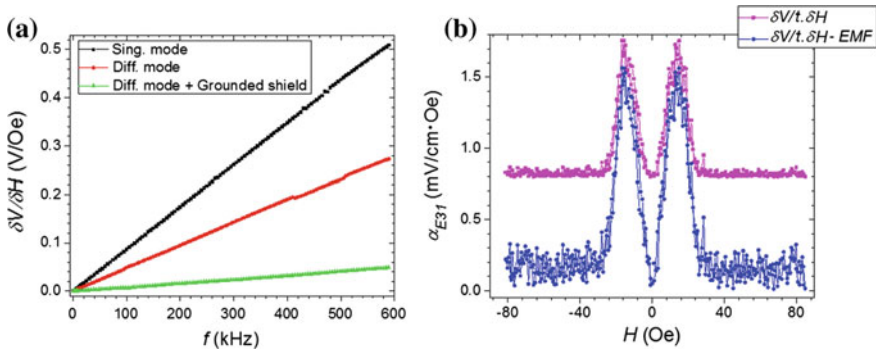 (a)
0.5
0.4
0.3
0.2
0.1
0.0
δV/δH (V/Oe)
Sing. mode
Diff. mode
Diff. mode + Grounded shield
0 100 200 300 400 500 600
f (kHz)
(b)
δV/t.δH
δV/t.δH- EMF
1.5
1.0
0.5
0.0
α_E31 (mV/cm·Oe)
-80 -40 0 40 80
H (Oe)